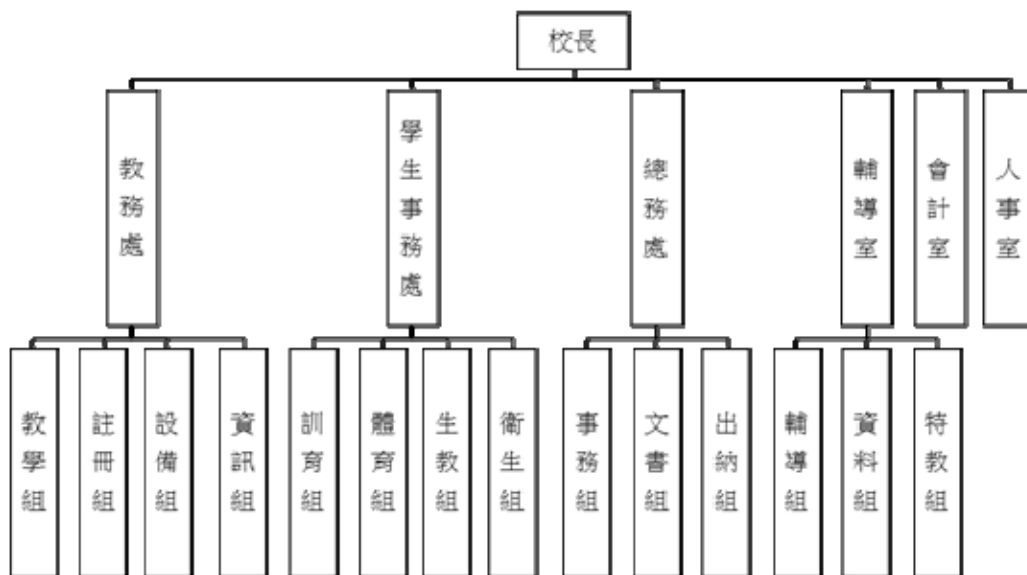 校長
教務處
學生事務處
總務處
輔導室
會計室
人事室
教學組
註冊組
設備組
資訊組
訓育組
體育組
生教組
衛生組
事務組
文書組
出納組
輔導組
資料組
特教組